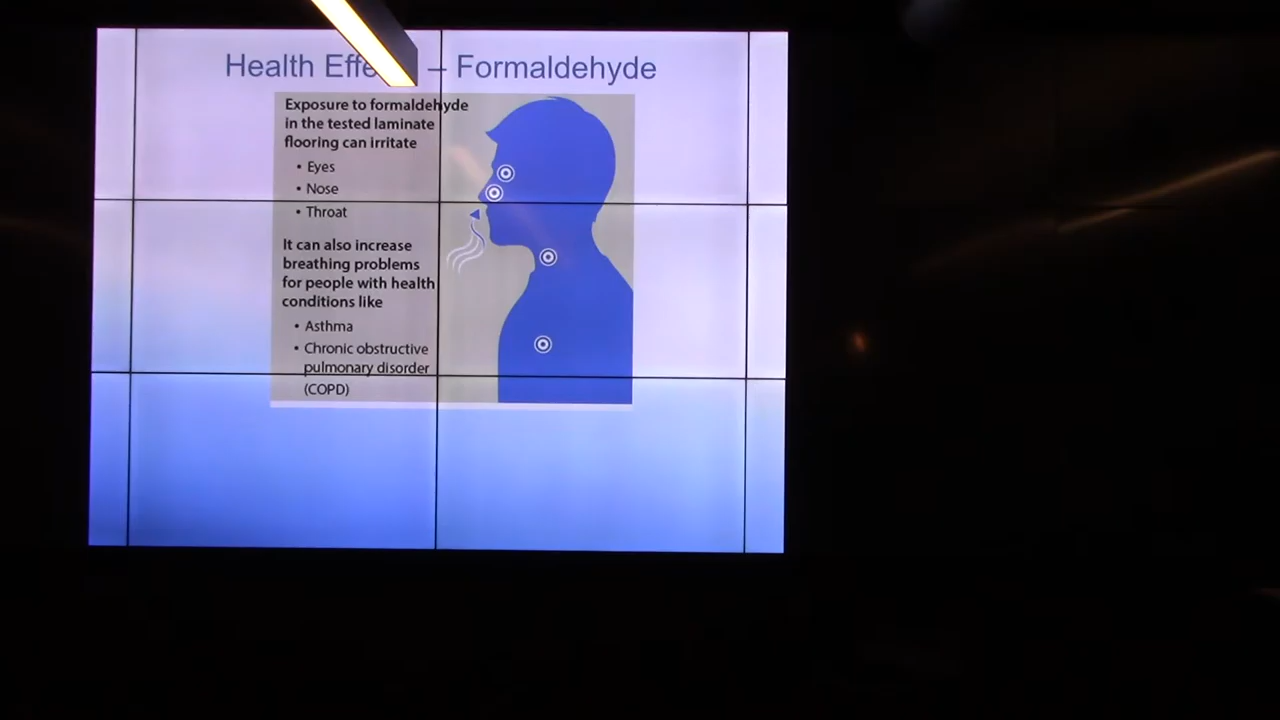 Health Effe – Formaldehyde
Exposure to formaldehyde
in the tested laminate
flooring can irritate
• Eyes
• Nose
• Throat
It can also increase
breathing problems
for people with health
conditions like
• Asthma
• Chronic obstructive
pulmonary disorder
(COPD)